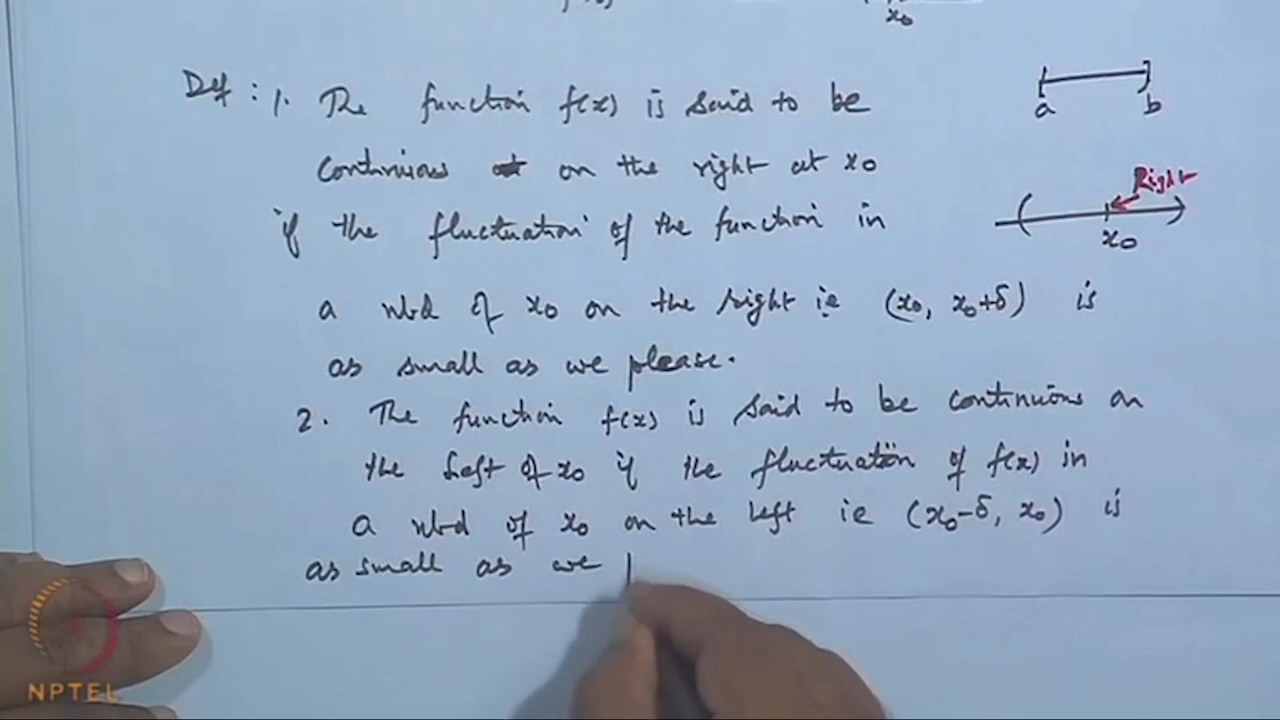 Def: 1. The function f(x) is said to be
a b
continuous on the right at x0
Right
x0
if the fluctuation of the function in
a nbd of x0 on the right ie (x0, x0+δ) is
as small as we please.
2. The function f(x) is said to be continuous on
the left of x0 if the fluctuation of f(x) in
a nbd of x0 on the left ie (x0-δ, x0) is
as small as we
NPTEL